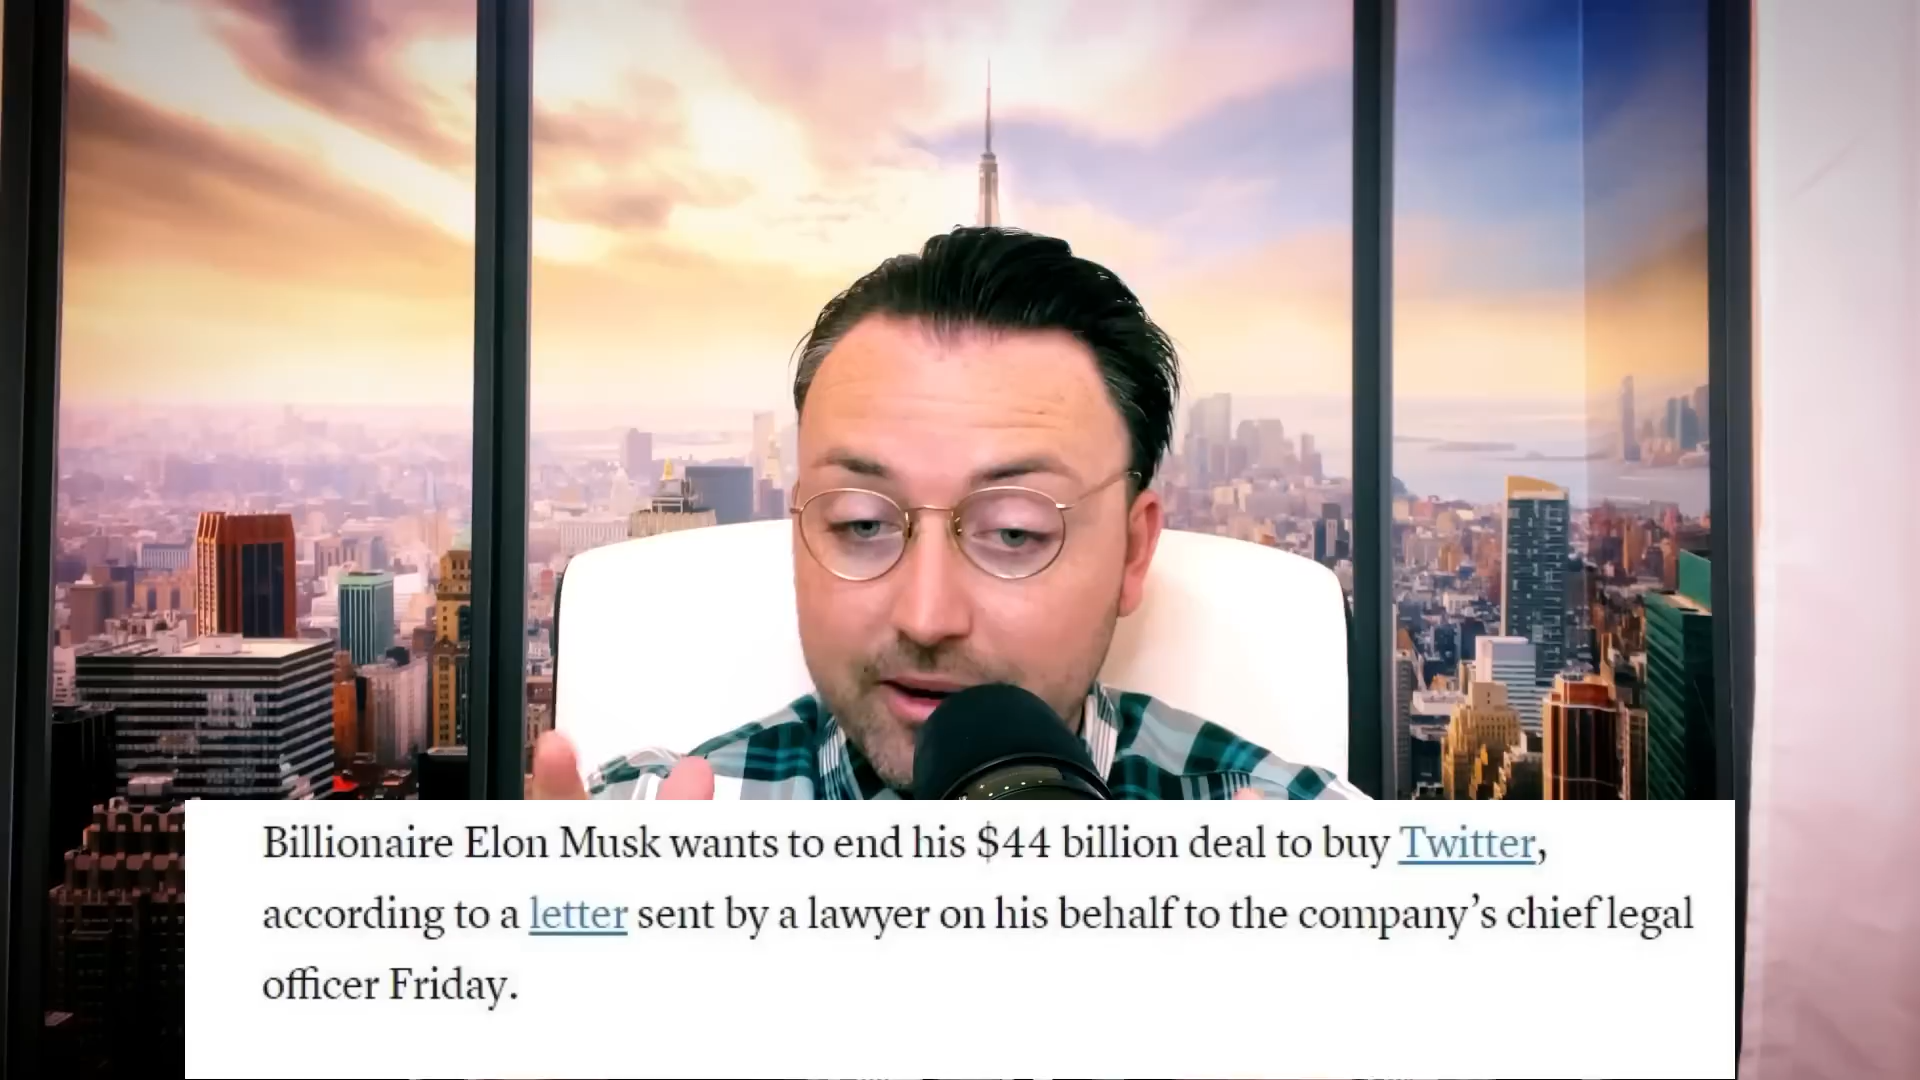 Billionaire Elon Musk wants to end his $44 billion deal to buy Twitter,
according to a letter sent by a lawyer on his behalf to the company’s chief legal
officer Friday.